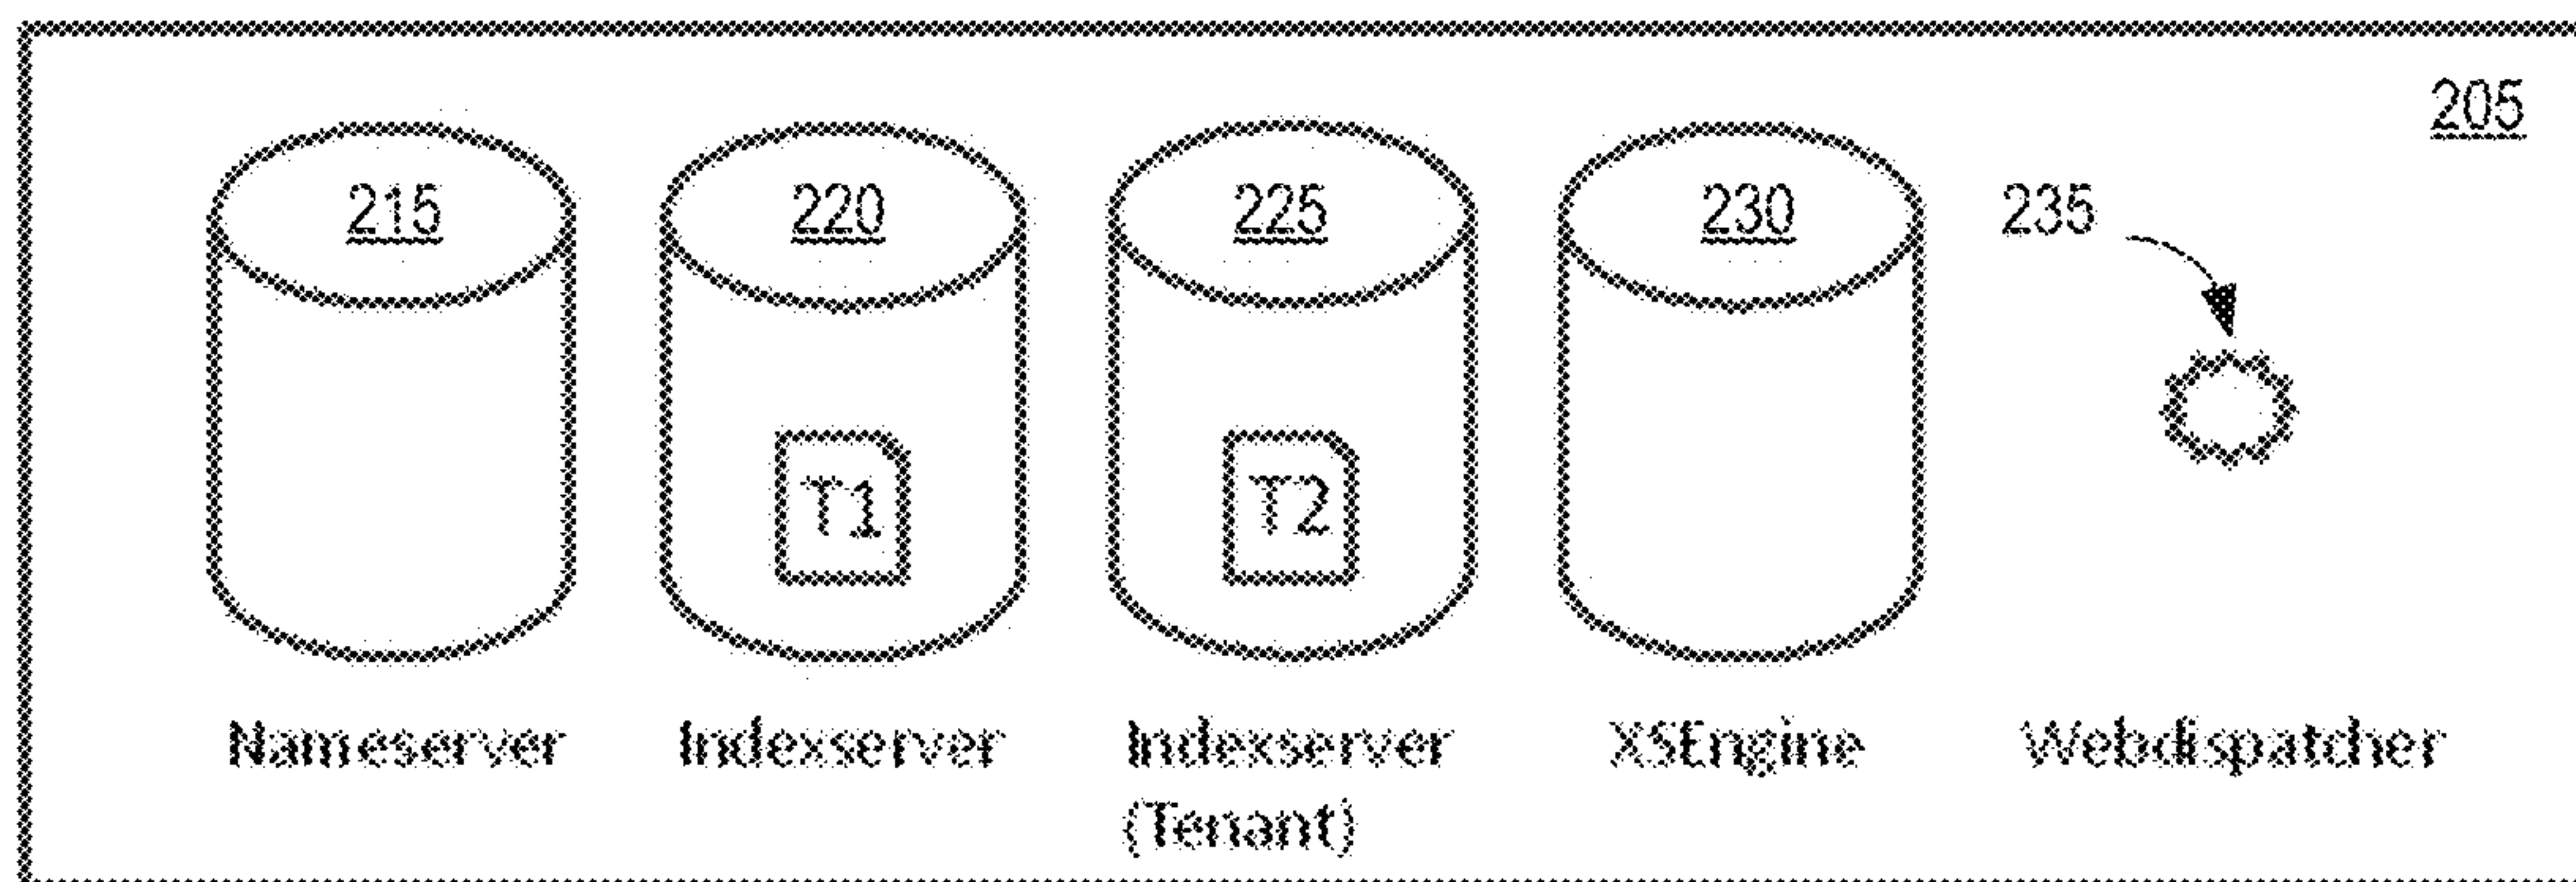 205
215 220 225 230 235
T1 T2
Nameserver Indexserver Indexserver XSEngine Webdispatcher
(Tenant)